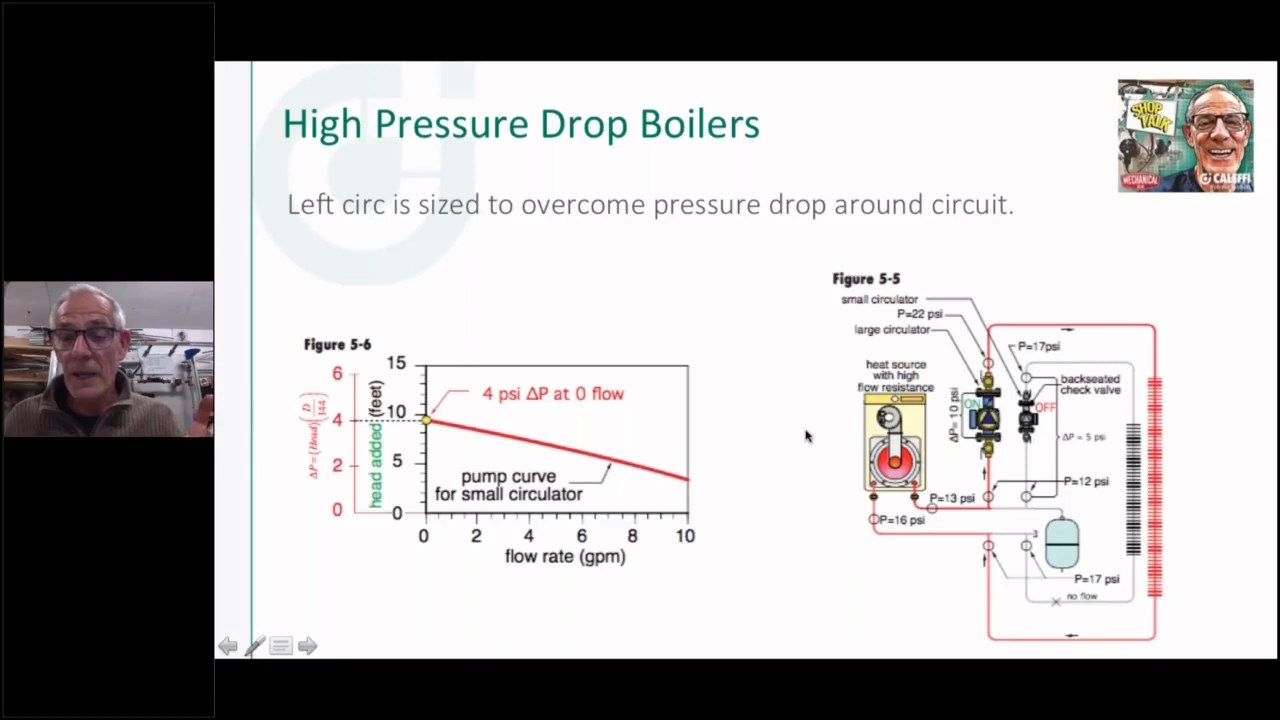 High Pressure Drop Boilers
Left circ is sized to overcome pressure drop around circuit.
SHOP
TALK
MECHANICAL
CALEFFI
Figure 5-6
6
4
2
0
ΔP=(Head)(D/144)
head added (feet)
15
10
5
0
4 psi ΔP at 0 flow
pump curve
for small circulator
0 2 4 6 8 10
flow rate (gpm)
Figure 5-5
small circulator
P=22 psi
large circulator
P=17psi
heat source
with high
flow resistance
backseated
check valve
ON
OFF
ΔP= 10 psi
ΔP = 5 psi
P=12 psi
P=13 psi
P=16 psi
P=17 psi
no flow